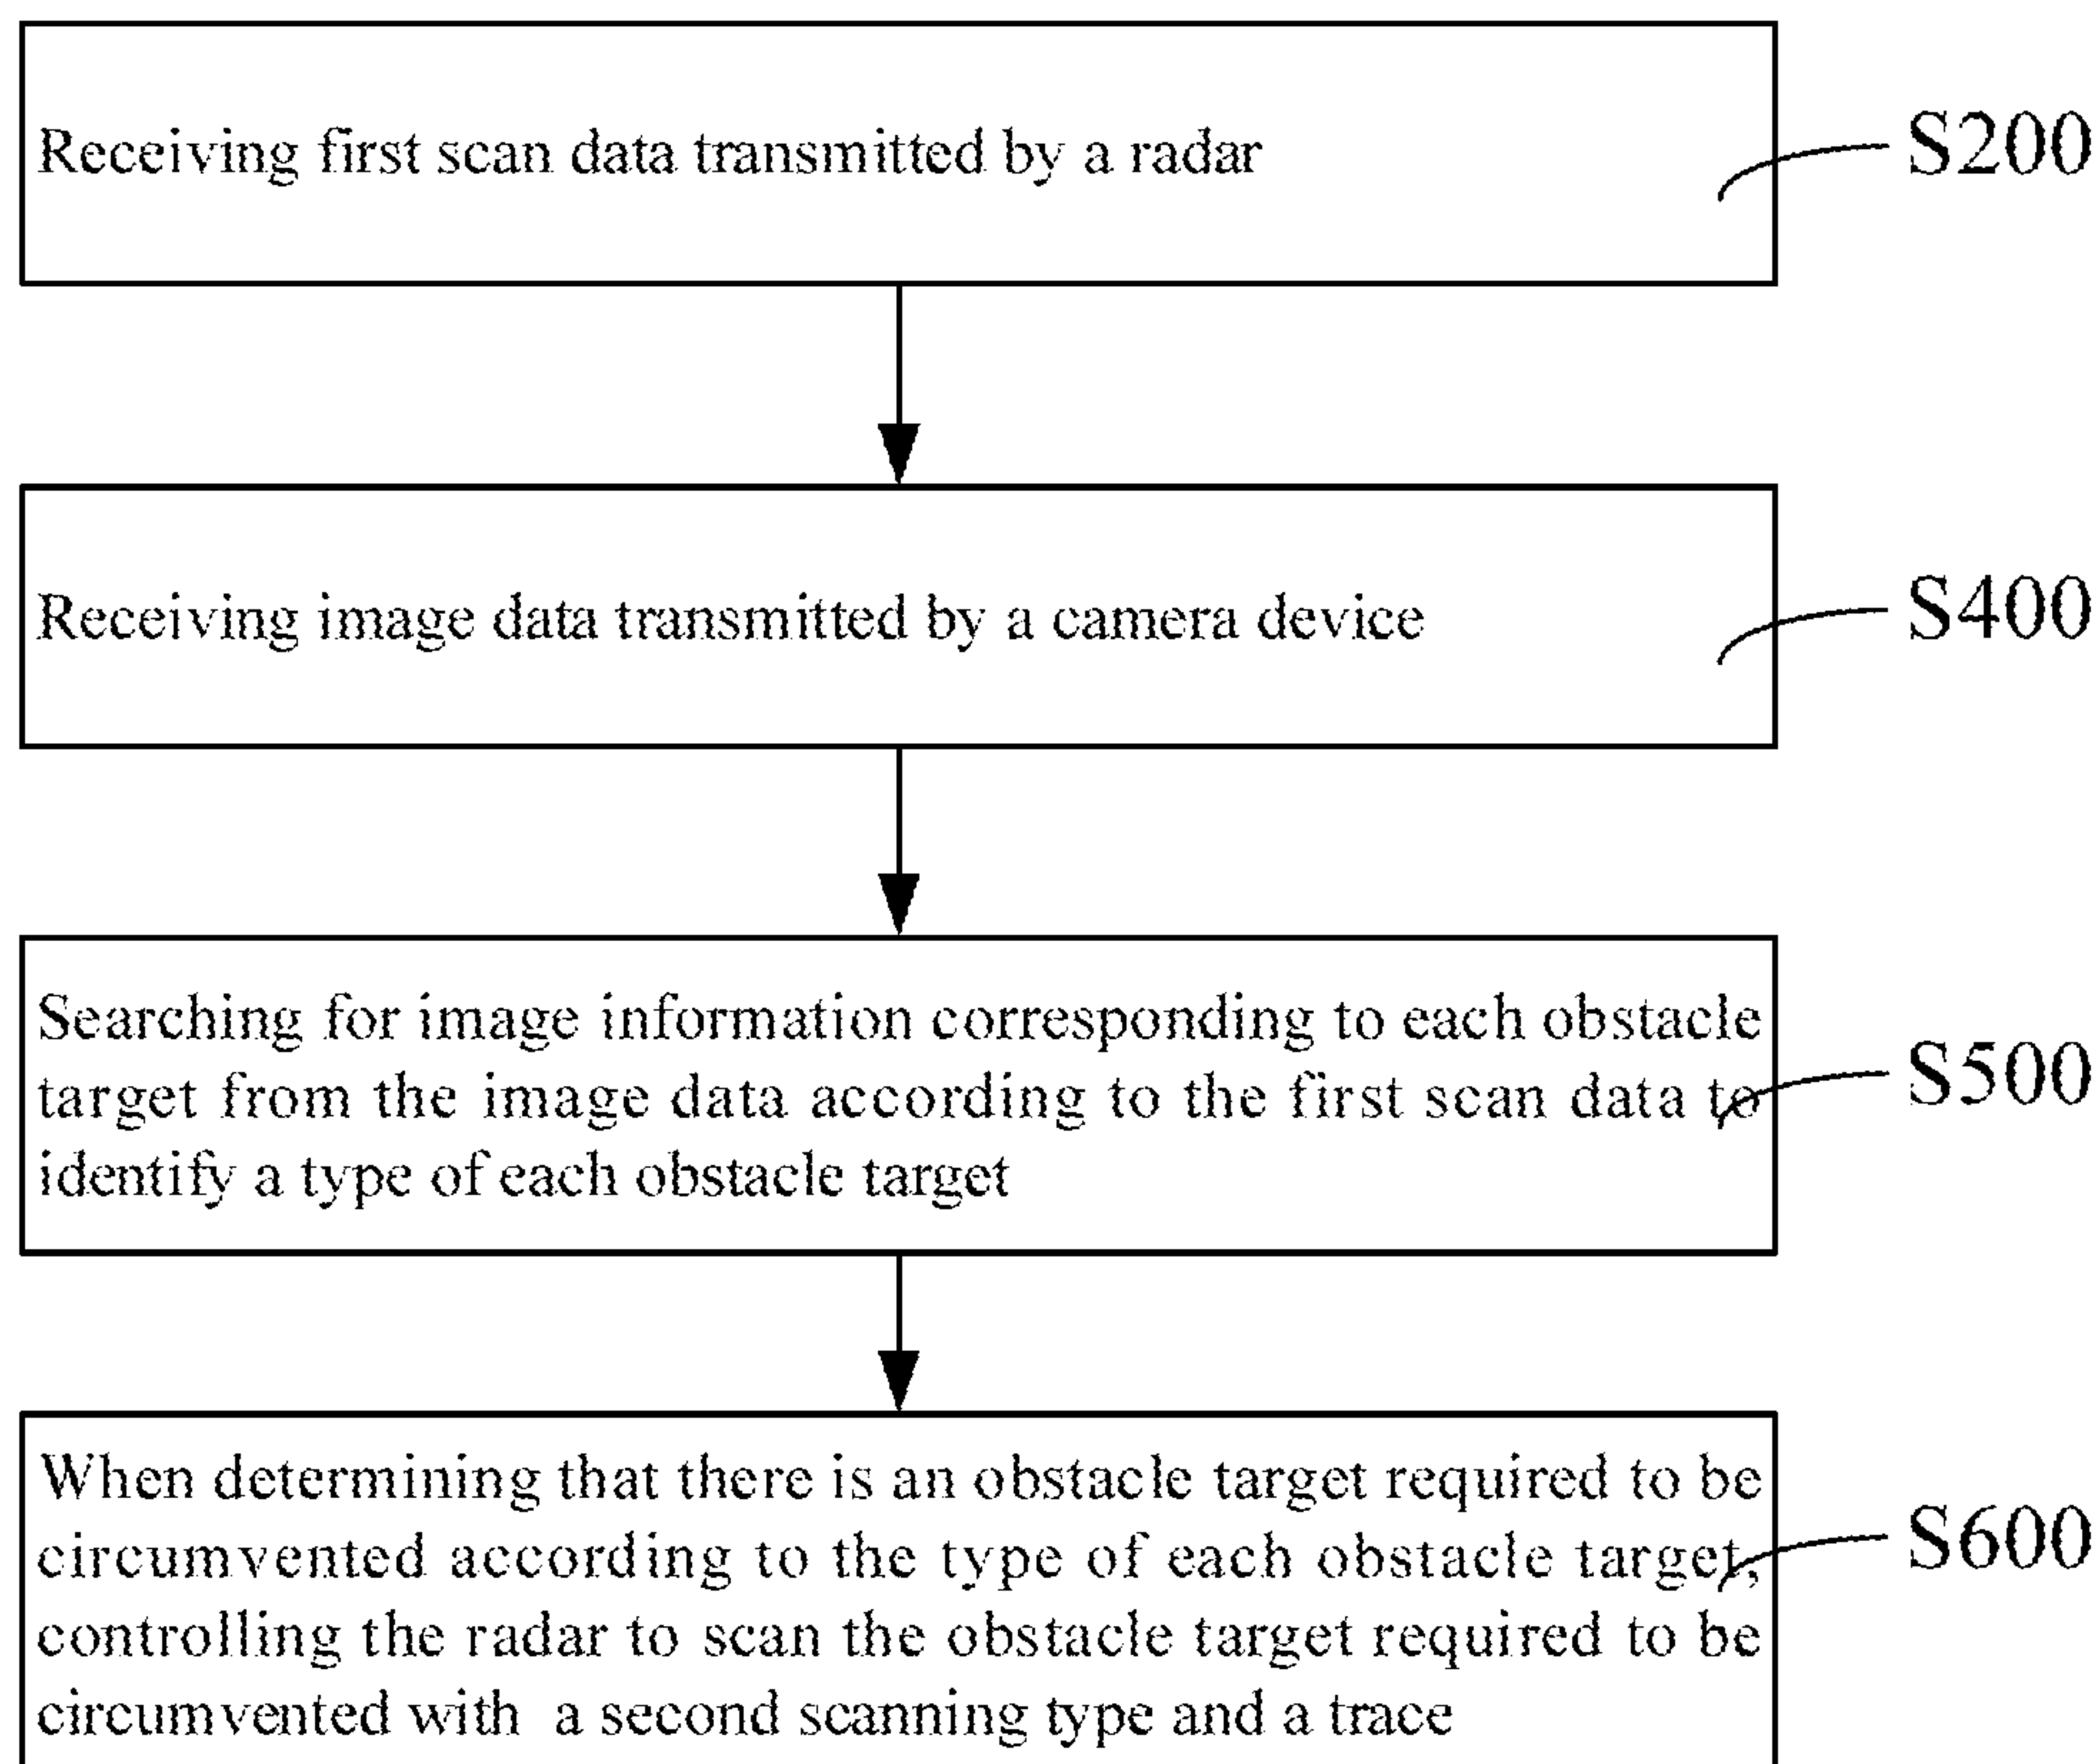 Receiving first scan data transmitted by a radar
S200
Receiving image data transmitted by a camera device
S400
Searching for image information corresponding to each obstacle
target from the image data according to the first scan data to
identify a type of each obstacle target
S500
When determining that there is an obstacle target required to be
circumvented according to the type of each obstacle target,
controlling the radar to scan the obstacle target required to be
circumvented with a second scanning type and a trace
S600